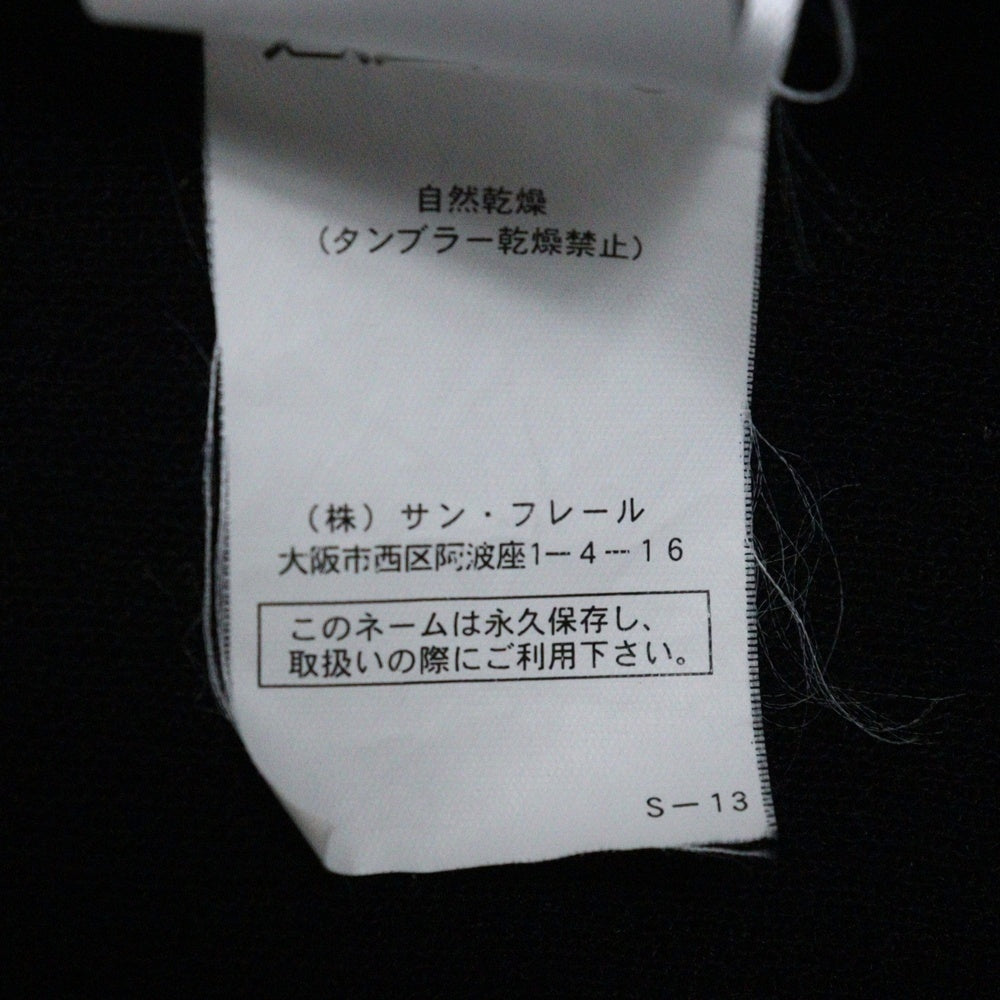 自然乾燥
(タンブラー乾燥禁止)
(株)サン・フレール
大阪市西区阿波座1―4―16
このネームは永久保存し、
取扱いの際にご利用下さい。
S―13